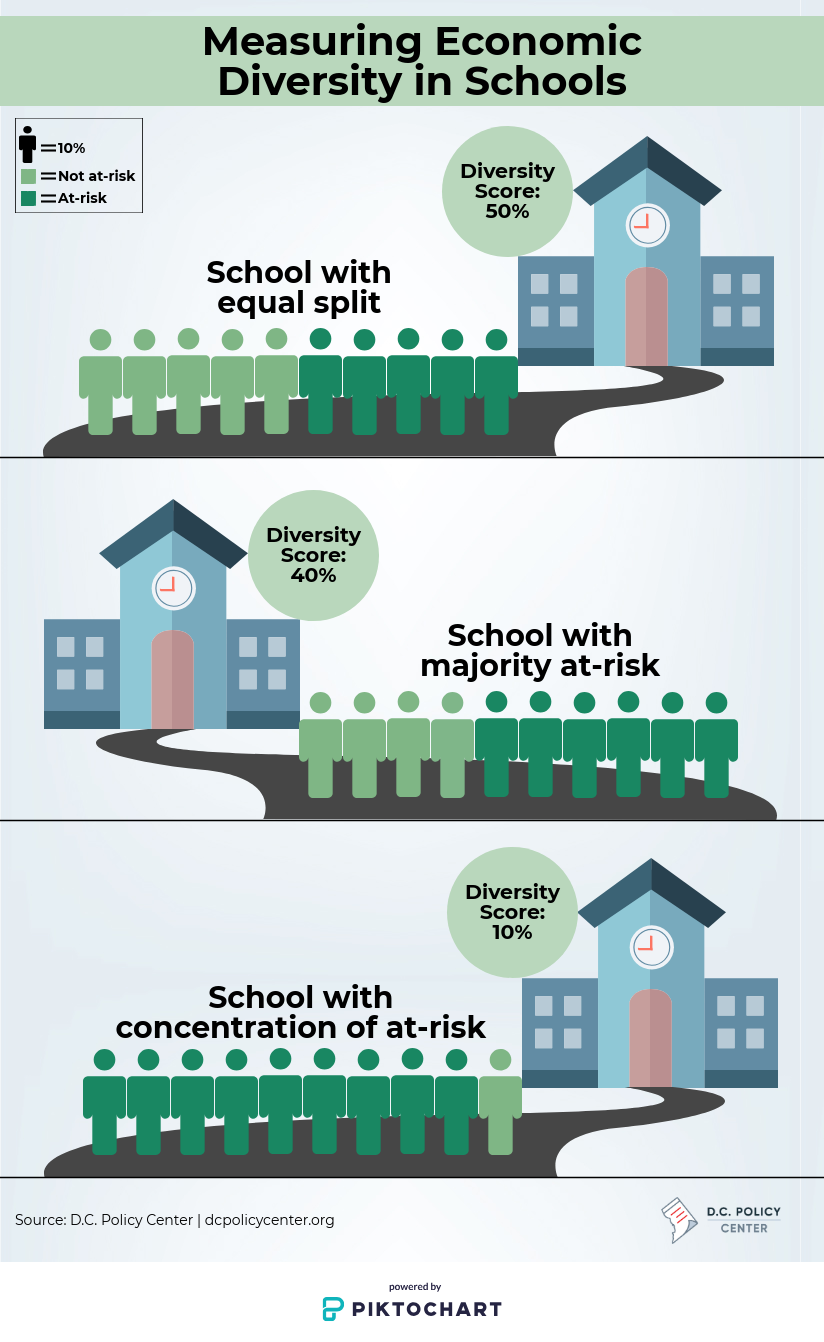 Measuring Economic
Diversity in Schools
=10%
=Not at-risk
=At-risk
Diversity
Score:
50%
School with
equal split
Diversity
Score:
40%
School with
majority at-risk
Diversity
Score:
10%
School with
concentration of at-risk
Source: D.C. Policy Center | dcpolicycenter.org
D.C. POLICY
CENTER
powered by
PIKTOCHART